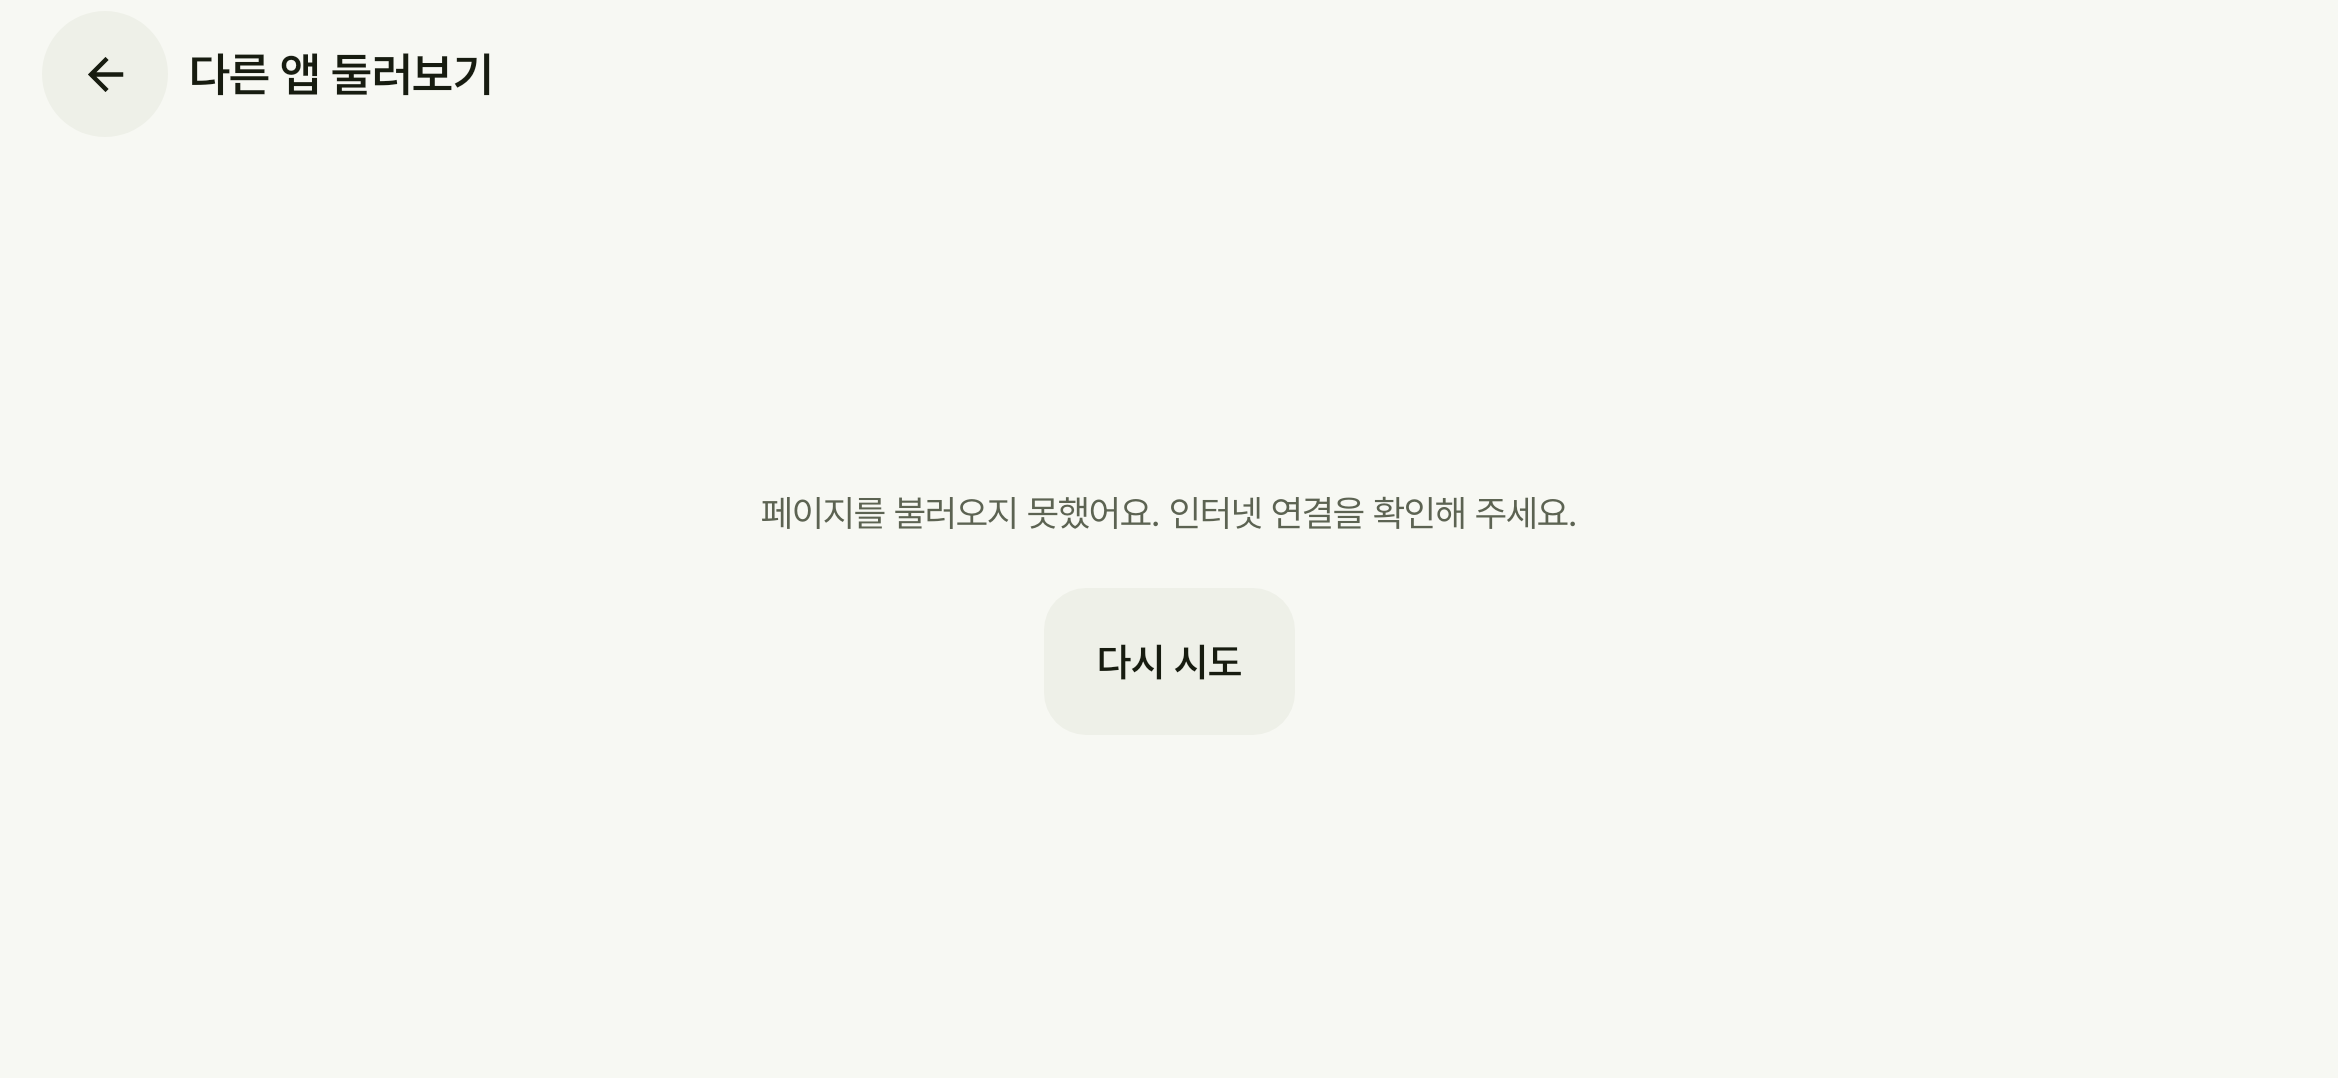 다른 앱 둘러보기
페이지를 불러오지 못했어요. 인터넷 연결을 확인해 주세요.
다시 시도